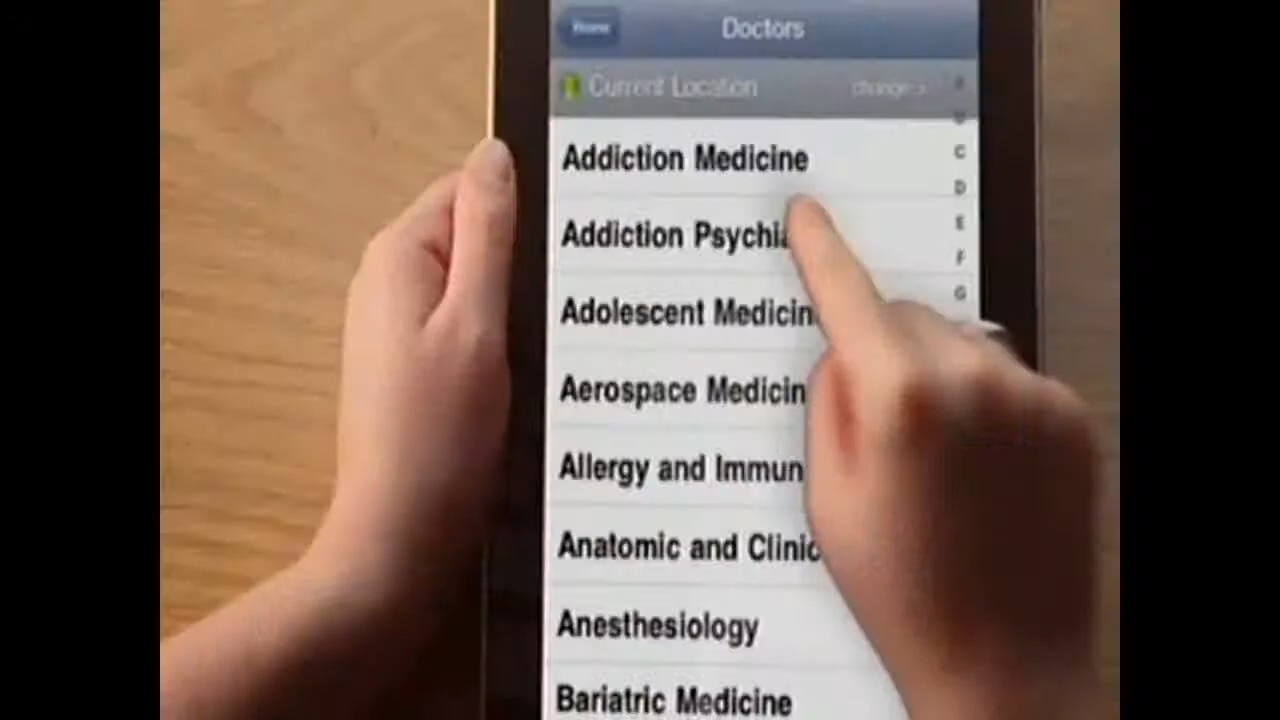 Home
Doctors
Current Location
change >
Addiction Medicine
Addiction Psychia
Adolescent Medicin
Aerospace Medicin
Allergy and Immun
Anatomic and Clinic
Anesthesiology
Bariatric Medicine
C
D
E
F
G